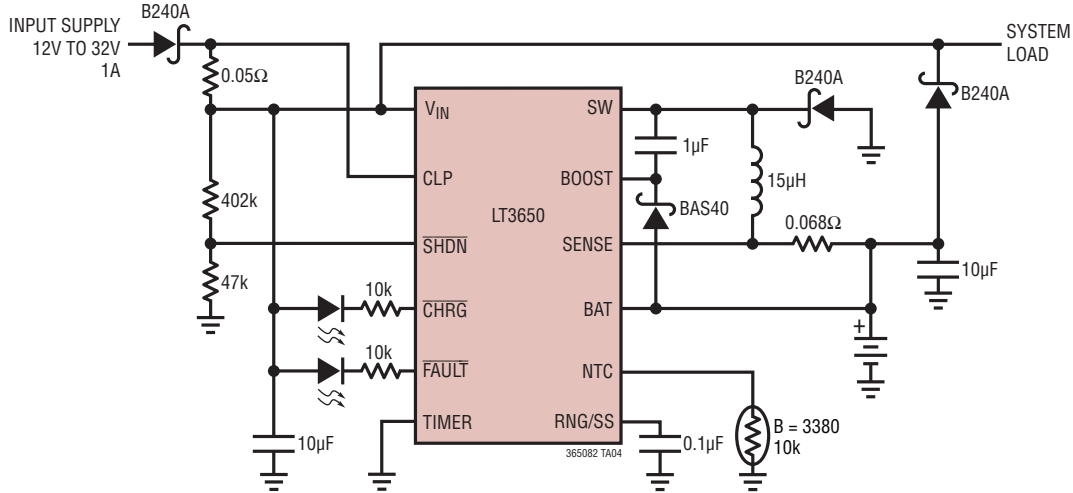 B240A
INPUT SUPPLY
12V TO 32V
1A
SYSTEM
LOAD
0.05Ω
B240A
B240A
VIN
SW
1µF
CLP
BOOST
15µH
402k
LT3650
BAS40
0.068Ω
SHDN
SENSE
47k
10µF
10k
CHRG
BAT
+
10k
FAULT
NTC
TIMER
RNG/SS
B = 3380
10k
10µF
0.1µF
365082 TA04